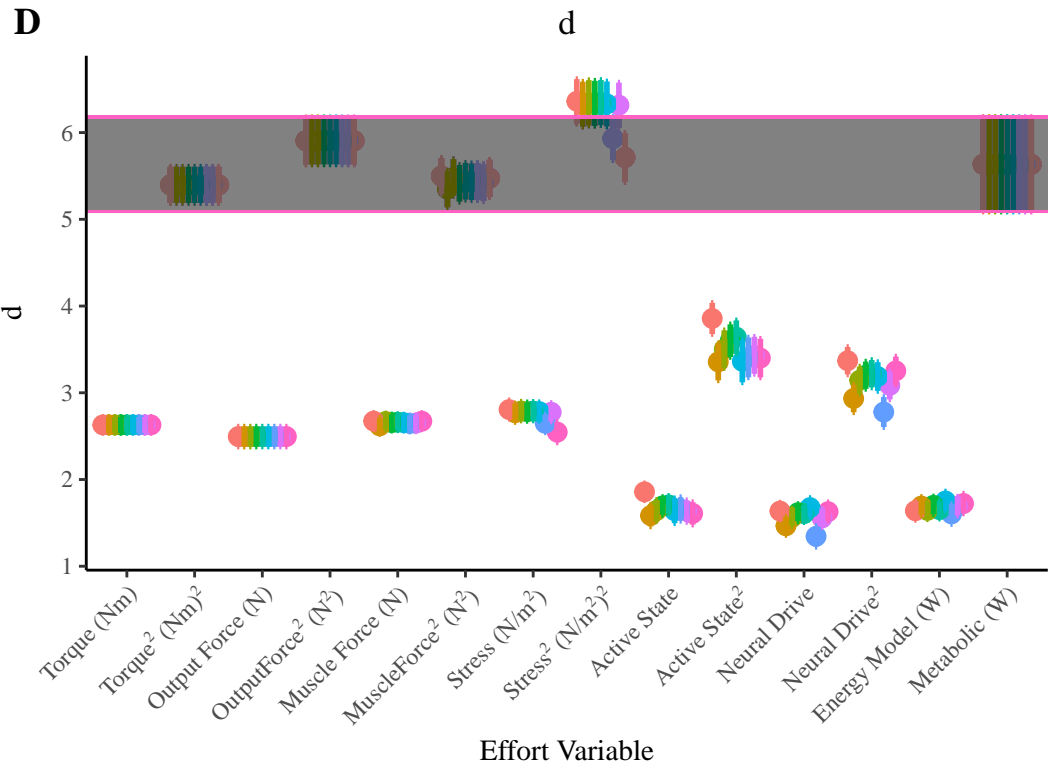 D
d
d
6
5
4
3
2
1
Torque (Nm)
Torque² (Nm)²
Output Force (N)
OutputForce² (N²)
Muscle Force (N)
MuscleForce² (N²)
Stress (N/m²)
Stress² (N/m²)²
Active State
Active State²
Neural Drive
Neural Drive²
Energy Model (W)
Metabolic (W)
Effort Variable